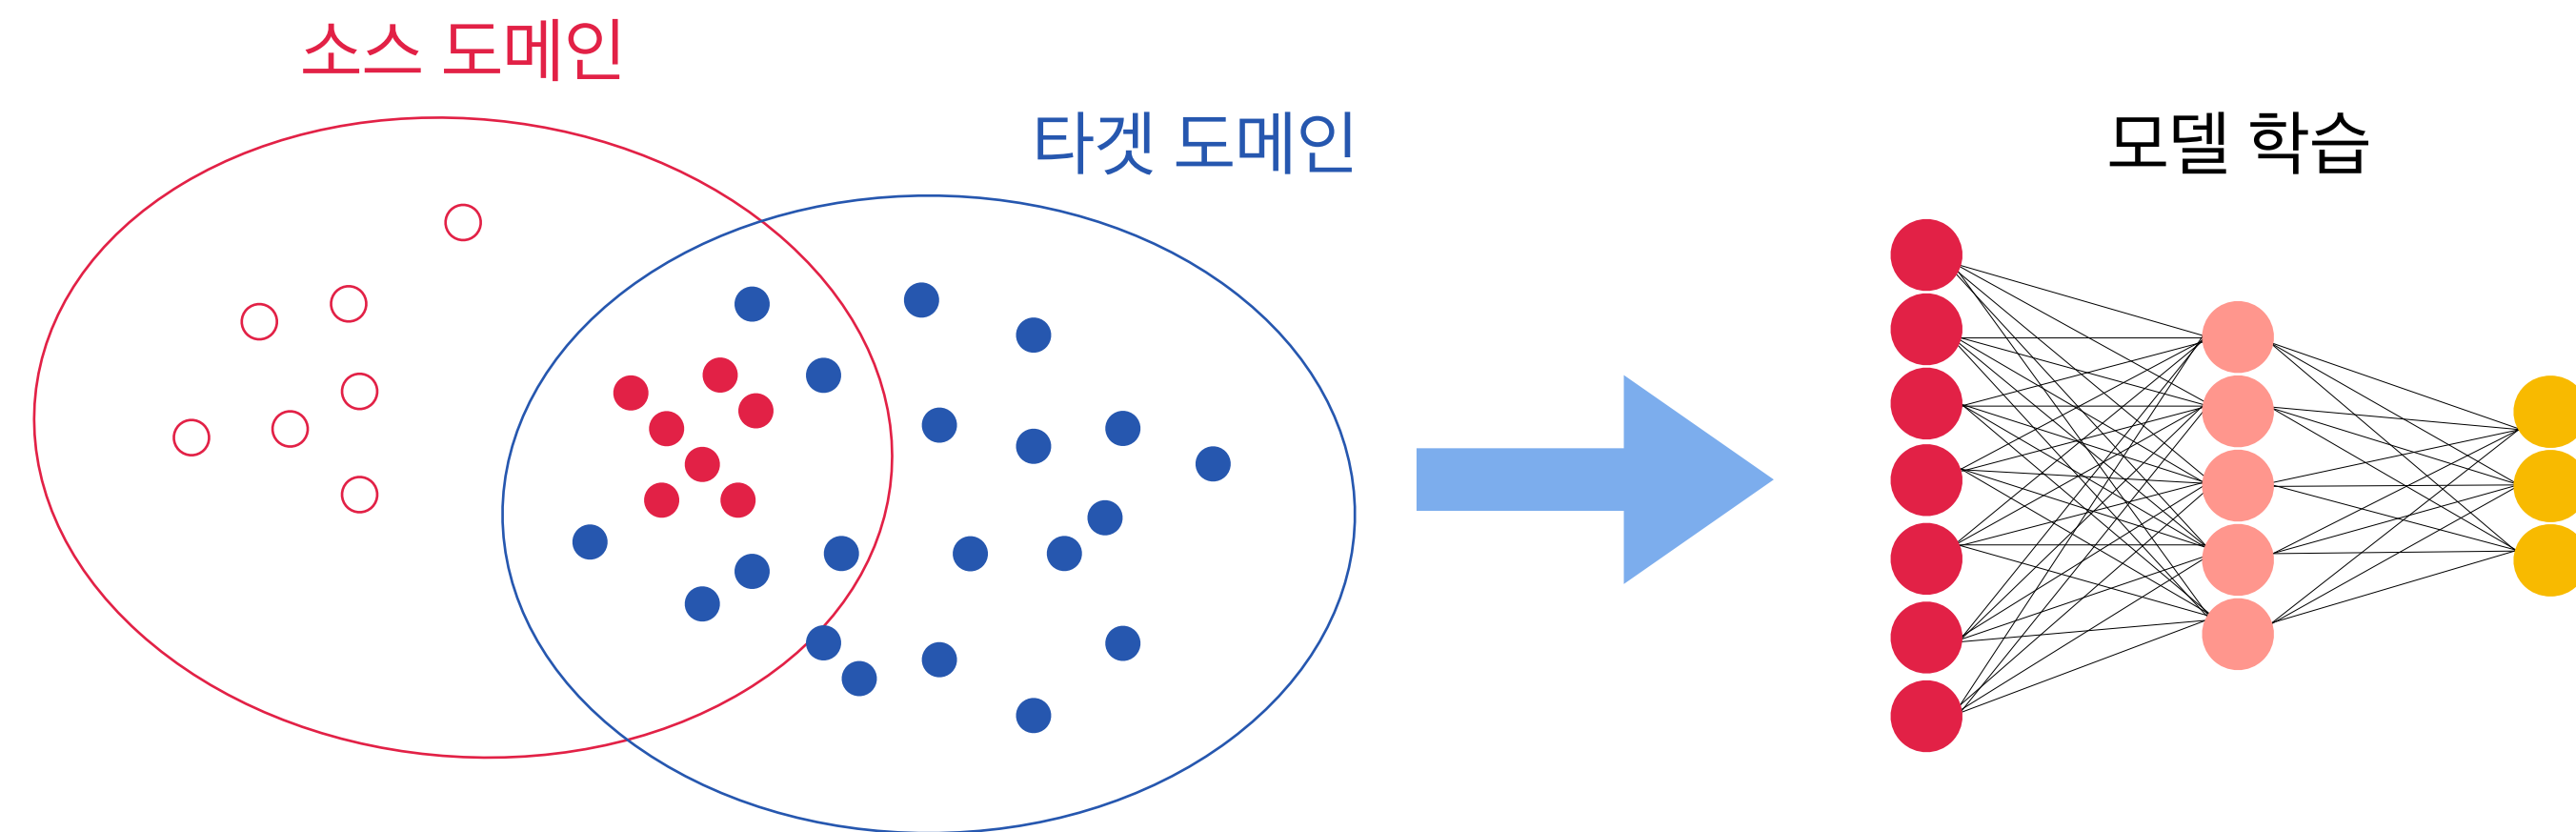 소스 도메인
타겟 도메인
모델 학습